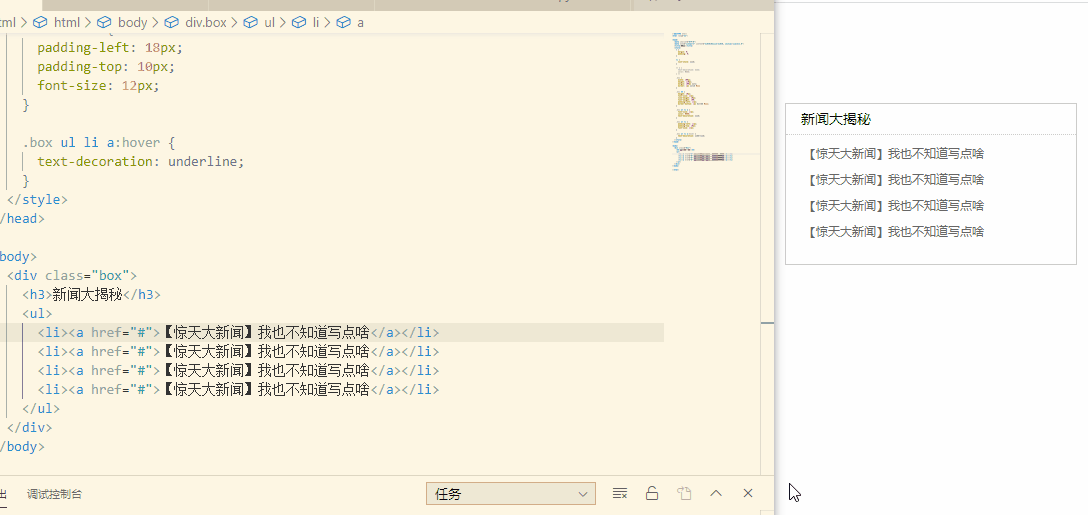 html > body > div.box > ul > li > a
padding-left: 18px;
padding-top: 10px;
font-size: 12px;
}
.box ul li a:hover {
text-decoration: underline;
}
</style>
/head>
body>
<div class="box">
<h3>新闻大揭秘</h3>
<ul>
<li><a href="#">【惊天大新闻】我也不知道写点啥</a></li>
<li><a href="#">【惊天大新闻】我也不知道写点啥</a></li>
<li><a href="#">【惊天大新闻】我也不知道写点啥</a></li>
<li><a href="#">【惊天大新闻】我也不知道写点啥</a></li>
</ul>
</div>
/body>
调试控制台
任务
新闻大揭秘
【惊天大新闻】我也不知道写点啥
【惊天大新闻】我也不知道写点啥
【惊天大新闻】我也不知道写点啥
【惊天大新闻】我也不知道写点啥